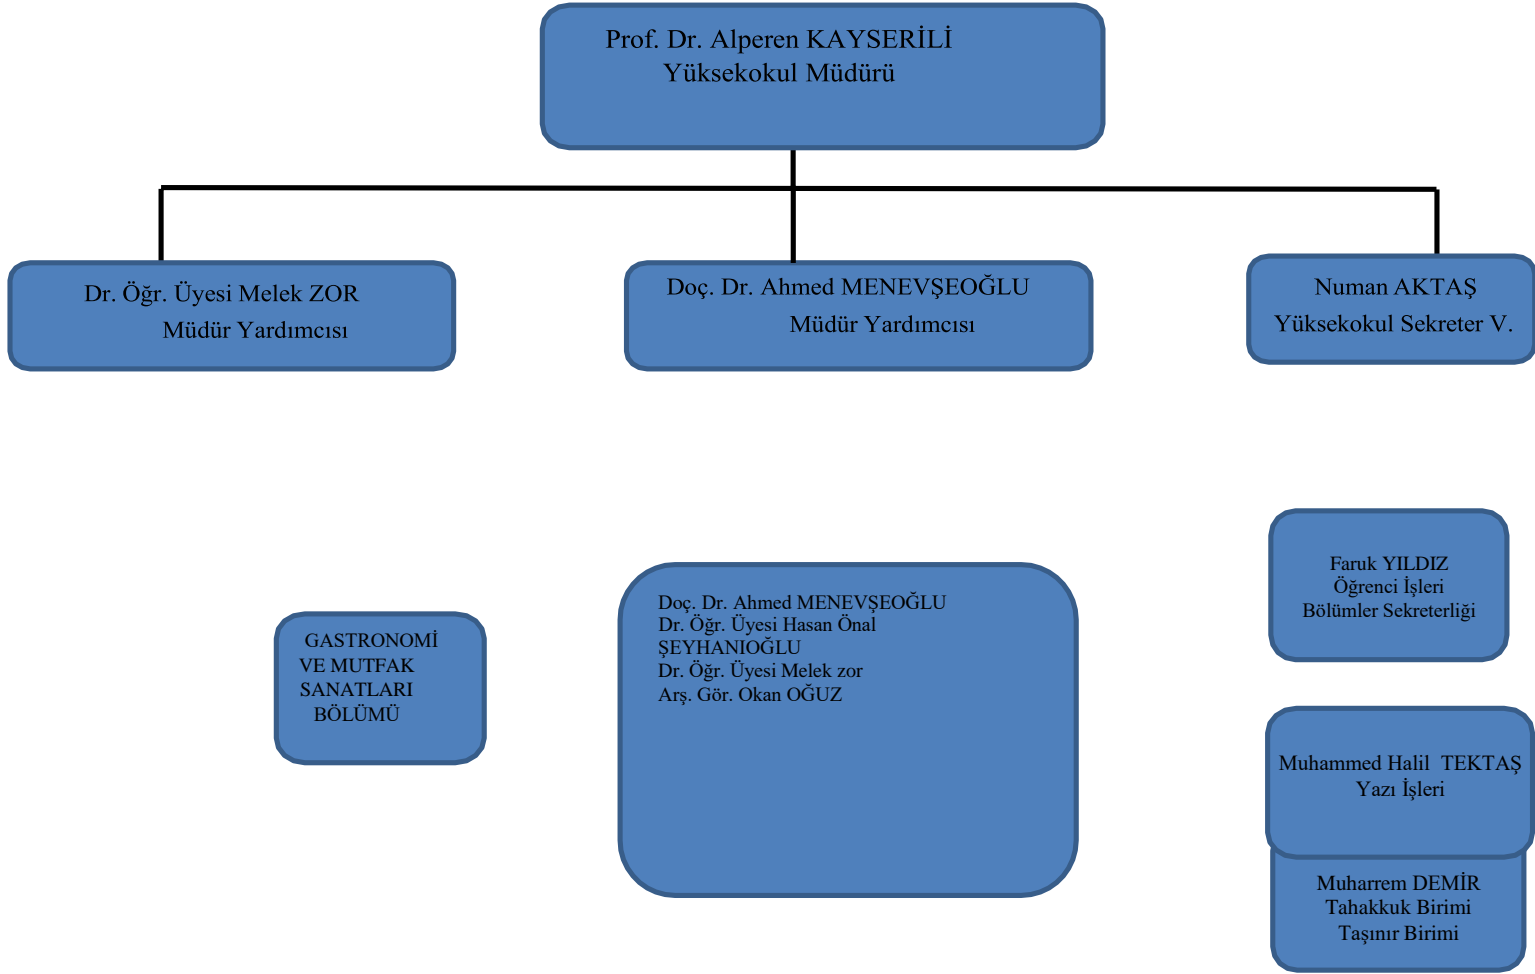 Prof. Dr. Alperen KAYSERİLİ
Yüksekokul Müdürü
Dr. Öğr. Üyesi Melek ZOR
Müdür Yardımcısı
Doç. Dr. Ahmed MENEVŞEOĞLU
Müdür Yardımcısı
Numan AKTAŞ
Yüksekokul Sekreter V.
GASTRONOMİ
VE MUTFAK
SANATLARI
BÖLÜMÜ
Doç. Dr. Ahmed MENEVŞEOĞLU
Dr. Öğr. Üyesi Hasan Önal
ŞEYHANIOĞLU
Dr. Öğr. Üyesi Melek zor
Arş. Gör. Okan OĞUZ
Faruk YILDIZ
Öğrenci İşleri
Bölümler Sekreterliği
Muhammed Halil  TEKTAŞ
Yazı İşleri
Muharrem DEMİR
Tahakkuk Birimi
Taşınır Birimi